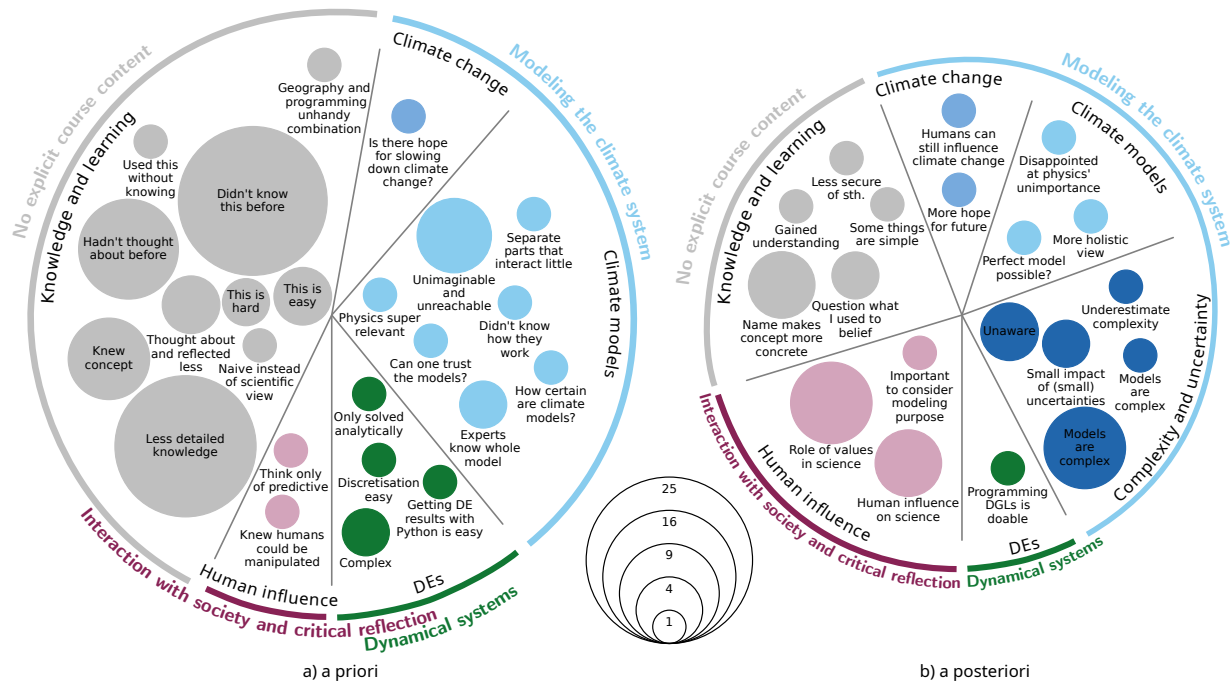 No explicit course content
Knowledge and learning
Geography and
programming
unhandy
combination
Used this
without
knowing
Didn't know
this before
Hadn't thought
about before
This is
hard
This is
easy
Thought about
and reflected
less
Naive instead
of scientific
view
Knew
concept
Less detailed
knowledge
Climate change
Modeling the climate system
Is there hope
for slowing
down climate
change?
Climate models
Separate
parts that
interact little
Unimaginable
and
unreachable
Physics super
relevant
Didn't know
how they
work
Can one trust
the models?
How certain
are climate
models?
Experts
know whole
model
Only solved
analytically
Discretisation
easy
Getting DE
results with
Python is easy
Complex
DEs
Dynamical systems
Think only
of predictive
Knew humans
could be
manipulated
Human influence
Interaction with society and critical reflection
a) a priori
25
16
9
4
1
No explicit course content
Knowledge and learning
Less secure
of sth.
Gained
understanding
Some things
are simple
Name makes
concept more
concrete
Question what
I used to
belief
Climate change
Modeling the climate system
Humans can
still influence
climate change
More hope
for future
Climate models
Disappointed
at physics'
unimportance
Perfect model
possible?
More holistic
view
Underestimate
complexity
Unaware
Small impact
of (small)
uncertainties
Models
are
complex
Models
are
complex
Complexity and uncertainty
Important
to consider
modeling
purpose
Role of values
in science
Human influence
on science
Human influence
Interaction with society and critical reflection
Programming
DGLs is
doable
DEs
Dynamical systems
b) a posteriori